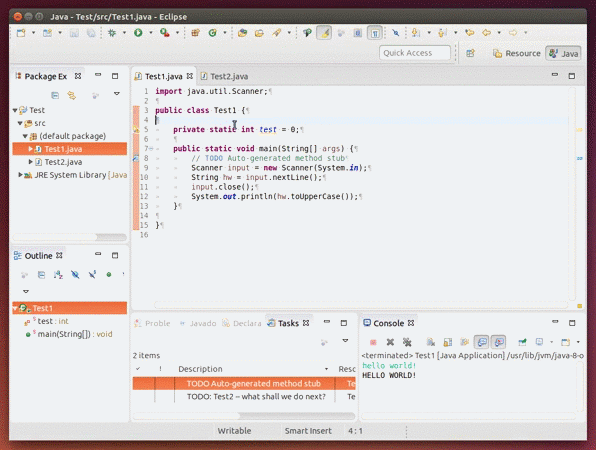 Java - Test/src/Test1.java - Eclipse
Quick Access
Resource
Java
Package Ex
Test
src
(default package)
Test1.java
Test2.java
JRE System Library [Java
Test1.java
Test2.java
1 import java.util.Scanner;¶
2 ¶
3 public class Test1 {¶
4 ¶
5 private static int test = 0;¶
6 ¶
7 public static void main(String[] args) {¶
8 // TODO Auto-generated method stub¶
9 Scanner input = new Scanner(System.in);¶
10 String hw = input.nextLine();¶
11 input.close();¶
12 System.out.println(hw.toUpperCase());¶
13 }¶
14 ¶
15 }¶
16
Outline
Test1
test : int
main(String[]) : void
Proble
Javado
Declara
Tasks
2 items
! Description
Resc
TODO Auto-generated method stub
Te
TODO: Test2 – what shall we do next?
Te
Console
<terminated> Test1 [Java Application] /usr/lib/jvm/java-8-o
hello world!
HELLO WORLD!
Writable
Smart Insert
4 : 1